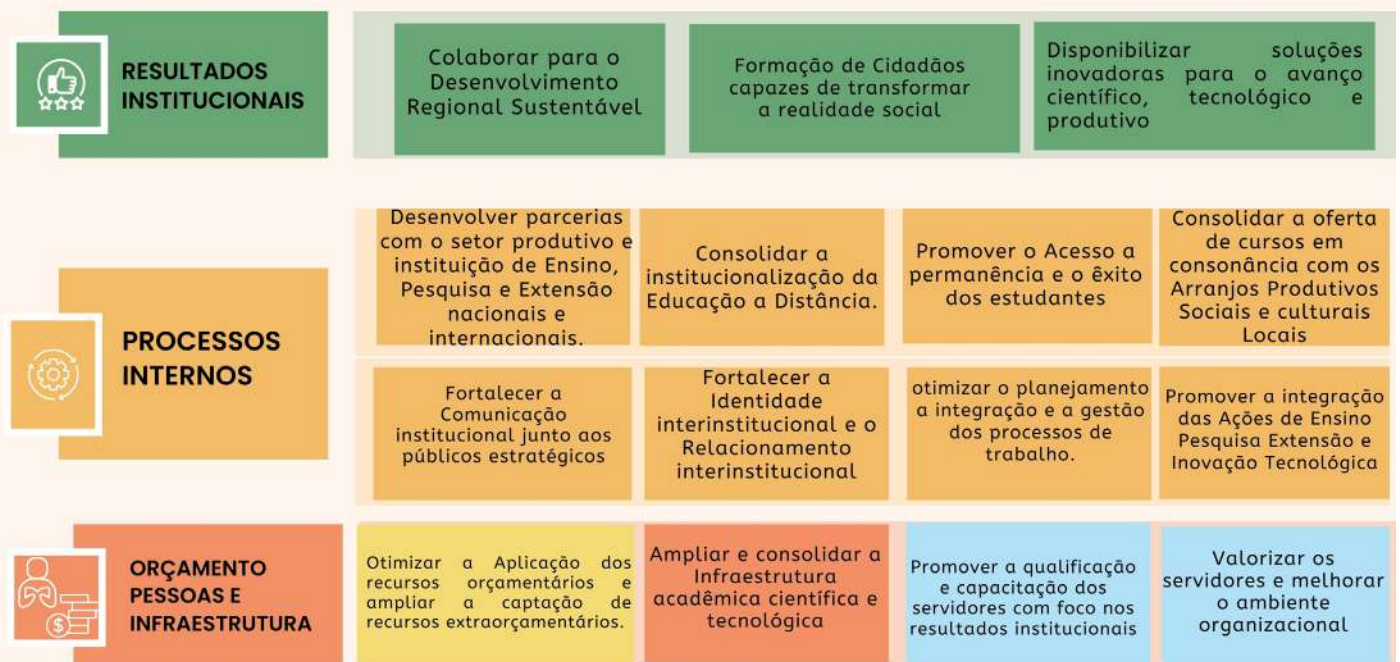 RESULTADOS
INSTITUCIONAIS
Colaborar para o
Desenvolvimento
Regional Sustentável
Formação de Cidadãos
capazes de transformar
a realidade social
Disponibilizar soluções
inovadoras para o avanço
científico, tecnológico e
produtivo
PROCESSOS
INTERNOS
Desenvolver parcerias
com o setor produtivo e
instituição de Ensino,
Pesquisa e Extensão
nacionais e
internacionais.
Consolidar a
institucionalização da
Educação a Distância.
Promover o Acesso a
permanência e o êxito
dos estudantes
Consolidar a oferta
de cursos em
consonância com os
Arranjos Produtivos
Sociais e culturais
Locais
Fortalecer a
Comunicação
institucional junto aos
públicos estratégicos
Fortalecer a
Identidade
interinstitucional e o
Relacionamento
interinstitucional
otimizar o planejamento
a integração e a gestão
dos processos de
trabalho.
Promover a integração
das Ações de Ensino
Pesquisa Extensão e
Inovação Tecnológica
ORÇAMENTO
PESSOAS E
INFRAESTRUTURA
Otimizar a Aplicação dos
recursos orçamentários e
ampliar a captação de
recursos extraorçamentários.
Ampliar e consolidar a
Infraestrutura
acadêmica científica e
tecnológica
Promover a qualificação
e capacitação dos
servidores com foco nos
resultados institucionais
Valorizar os
servidores e melhorar
o ambiente
organizacional